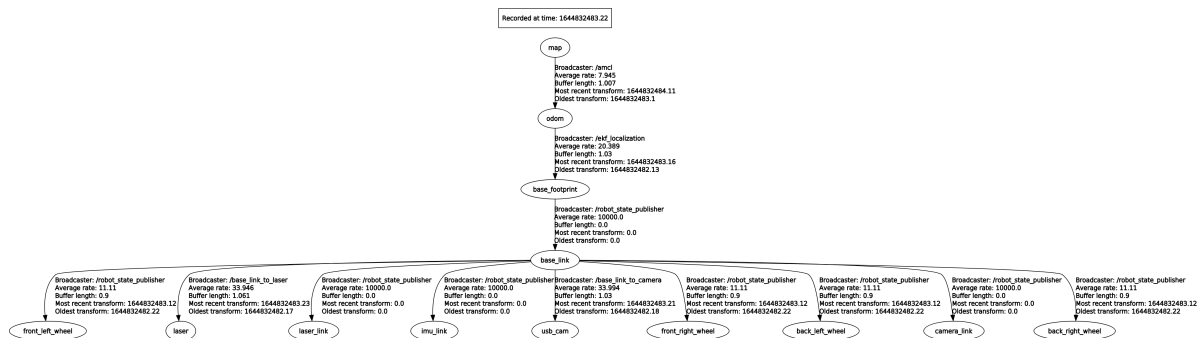 Recorded at time: 1644832483.22
map
Broadcaster: /amcl
Average rate: 7.945
Buffer length: 1.007
Most recent transform: 1644832484.11
Oldest transform: 1644832483.1
odom
Broadcaster: /ekf_localization
Average rate: 20.389
Buffer length: 1.03
Most recent transform: 1644832483.16
Oldest transform: 1644832482.13
base_footprint
Broadcaster: /robot_state_publisher
Average rate: 10000.0
Buffer length: 0.0
Most recent transform: 0.0
Oldest transform: 0.0
base_link
Broadcaster: /robot_state_publisher
Average rate: 11.11
Buffer length: 0.9
Most recent transform: 1644832483.12
Oldest transform: 1644832482.22
front_left_wheel
Broadcaster: /base_link_to_laser
Average rate: 33.946
Buffer length: 1.061
Most recent transform: 1644832483.23
Oldest transform: 1644832482.17
laser
Broadcaster: /robot_state_publisher
Average rate: 10000.0
Buffer length: 0.0
Most recent transform: 0.0
Oldest transform: 0.0
laser_link
Broadcaster: /robot_state_publisher
Average rate: 10000.0
Buffer length: 0.0
Most recent transform: 0.0
Oldest transform: 0.0
imu_link
Broadcaster: /base_link_to_camera
Average rate: 33.994
Buffer length: 1.03
Most recent transform: 1644832483.21
Oldest transform: 1644832482.18
usb_cam
Broadcaster: /robot_state_publisher
Average rate: 11.11
Buffer length: 0.9
Most recent transform: 1644832483.12
Oldest transform: 1644832482.22
front_right_wheel
Broadcaster: /robot_state_publisher
Average rate: 11.11
Buffer length: 0.9
Most recent transform: 1644832483.12
Oldest transform: 1644832482.22
back_left_wheel
Broadcaster: /robot_state_publisher
Average rate: 10000.0
Buffer length: 0.0
Most recent transform: 0.0
Oldest transform: 0.0
camera_link
Broadcaster: /robot_state_publisher
Average rate: 11.11
Buffer length: 0.9
Most recent transform: 1644832483.12
Oldest transform: 1644832482.22
back_right_wheel